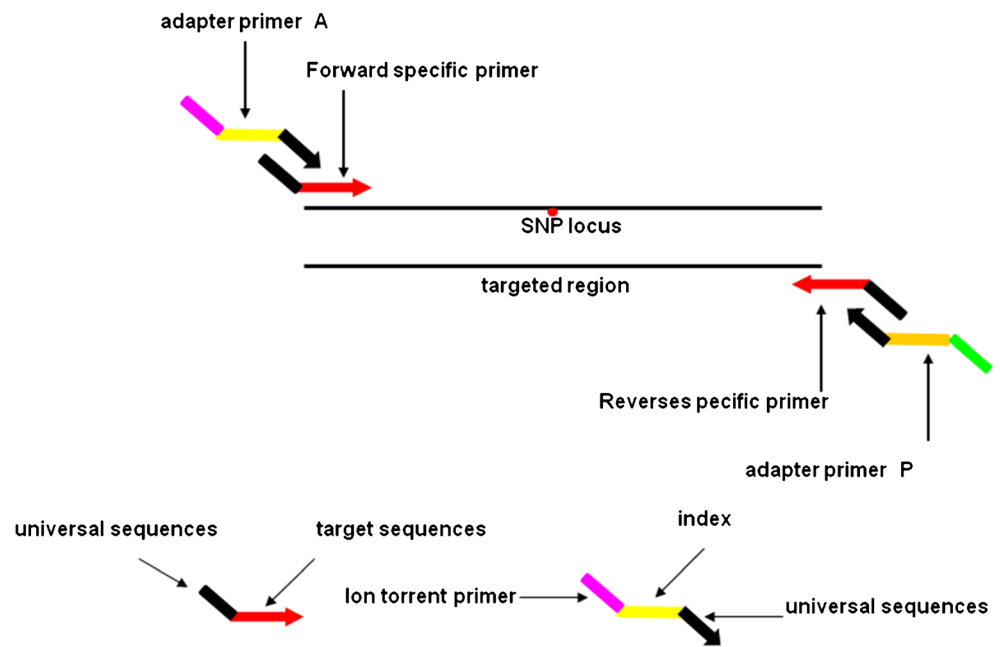 adapter primer A
Forward specific primer
SNP locus
targeted region
Reverses pecific primer
adapter primer P
universal sequences
target sequences
index
Ion torrent primer
universal sequences